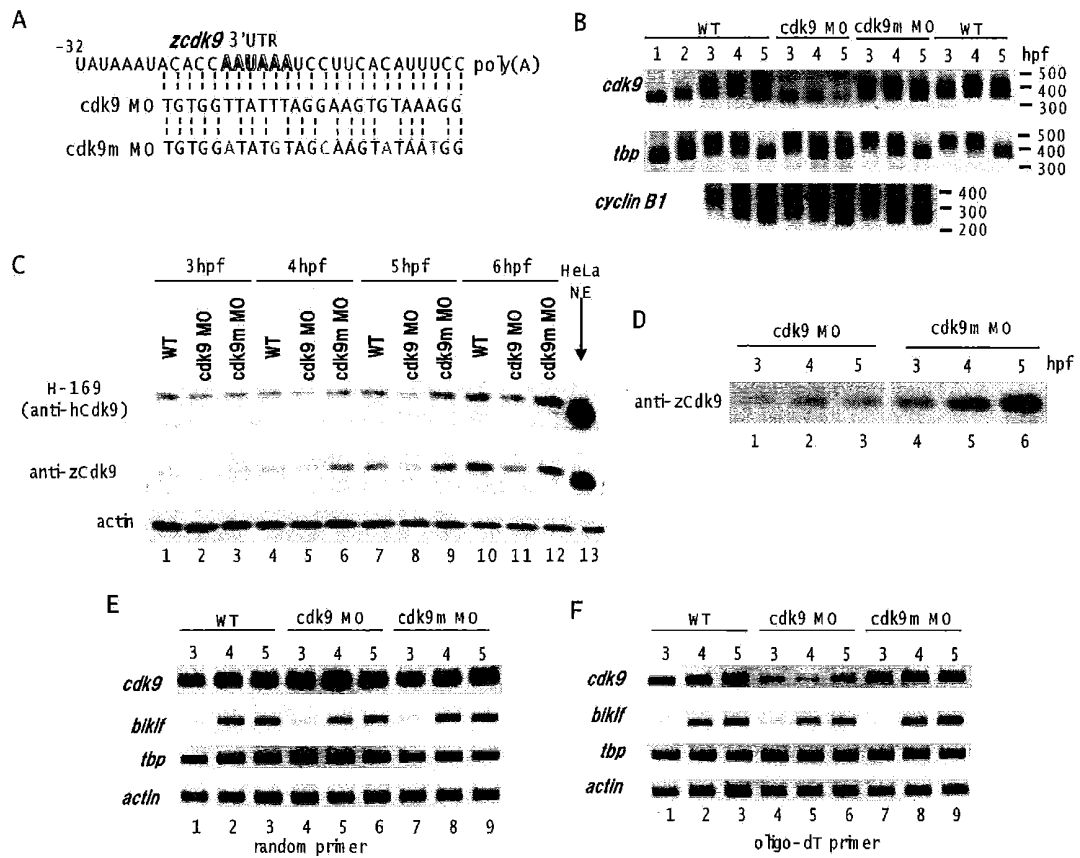 A
zcdk9 3'UTR
-32
UAUAAAUACACCAAUAAAUCCUUCACAUUUCC poly(A)
cdk9 MO TGTGGTTATTTAGGAAGTGTAAAGG
cdk9m MO TGTGGATATGTAGCAAGTATAATGG
B
WT cdk9 MO cdk9m MO WT
1 2 3 4 5 3 4 5 3 4 5 3 4 5 hpf
cdk9
500
400
300
tbp
500
400
300
cyclin B1
400
300
200
C
3hpf 4hpf 5hpf 6hpf HeLa NE
WT cdk9 MO cdk9m MO WT cdk9 MO cdk9m MO WT cdk9 MO cdk9m MO WT cdk9 MO cdk9m MO
H-169
(anti-hCdk9)
anti-zCdk9
actin
1 2 3 4 5 6 7 8 9 10 11 12 13
D
cdk9 MO cdk9m MO
3 4 5 3 4 5 hpf
anti-zCdk9
1 2 3 4 5 6
E
WT cdk9 MO cdk9m MO
3 4 5 3 4 5 3 4 5
cdk9
blklf
tbp
actin
1 2 3 4 5 6 7 8 9
random primer
F
WT cdk9 MO cdk9m MO
3 4 5 3 4 5 3 4 5
cdk9
blklf
tbp
actin
1 2 3 4 5 6 7 8 9
oligo-dT primer